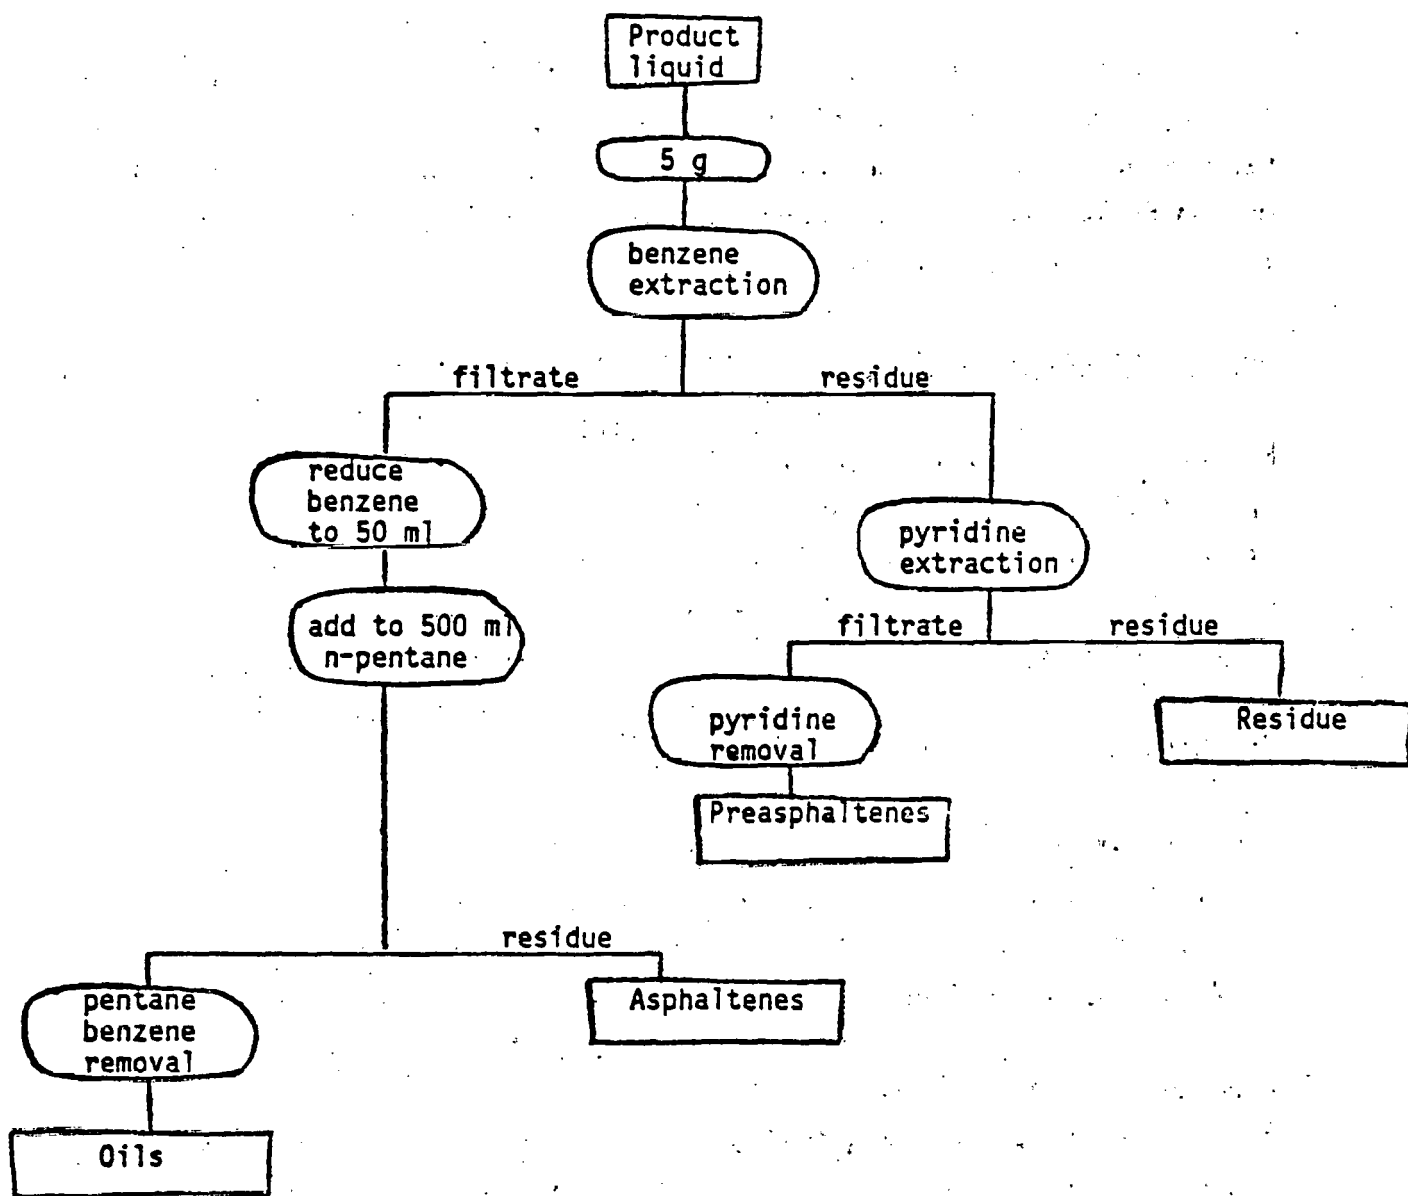 Product
liquid
5 g
benzene
extraction
filtrate
residue
reduce
benzene
to 50 ml
pyridine
extraction
add to 500 ml
n-pentane
filtrate
residue
pyridine
removal
Residue
Preasphaltenes
residue
pentane
benzene
removal
Asphaltenes
Oils